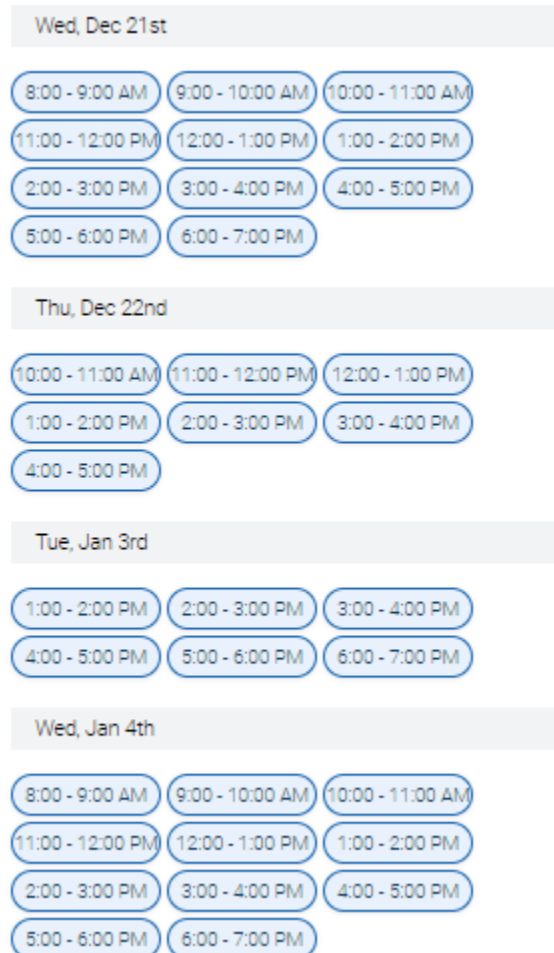 Wed, Dec 21st
8:00 - 9:00 AM 9:00 - 10:00 AM 10:00 - 11:00 AM
11:00 - 12:00 PM 12:00 - 1:00 PM 1:00 - 2:00 PM
2:00 - 3:00 PM 3:00 - 4:00 PM 4:00 - 5:00 PM
5:00 - 6:00 PM 6:00 - 7:00 PM
Thu, Dec 22nd
10:00 - 11:00 AM 11:00 - 12:00 PM 12:00 - 1:00 PM
1:00 - 2:00 PM 2:00 - 3:00 PM 3:00 - 4:00 PM
4:00 - 5:00 PM
Tue, Jan 3rd
1:00 - 2:00 PM 2:00 - 3:00 PM 3:00 - 4:00 PM
4:00 - 5:00 PM 5:00 - 6:00 PM 6:00 - 7:00 PM
Wed, Jan 4th
8:00 - 9:00 AM 9:00 - 10:00 AM 10:00 - 11:00 AM
11:00 - 12:00 PM 12:00 - 1:00 PM 1:00 - 2:00 PM
2:00 - 3:00 PM 3:00 - 4:00 PM 4:00 - 5:00 PM
5:00 - 6:00 PM 6:00 - 7:00 PM